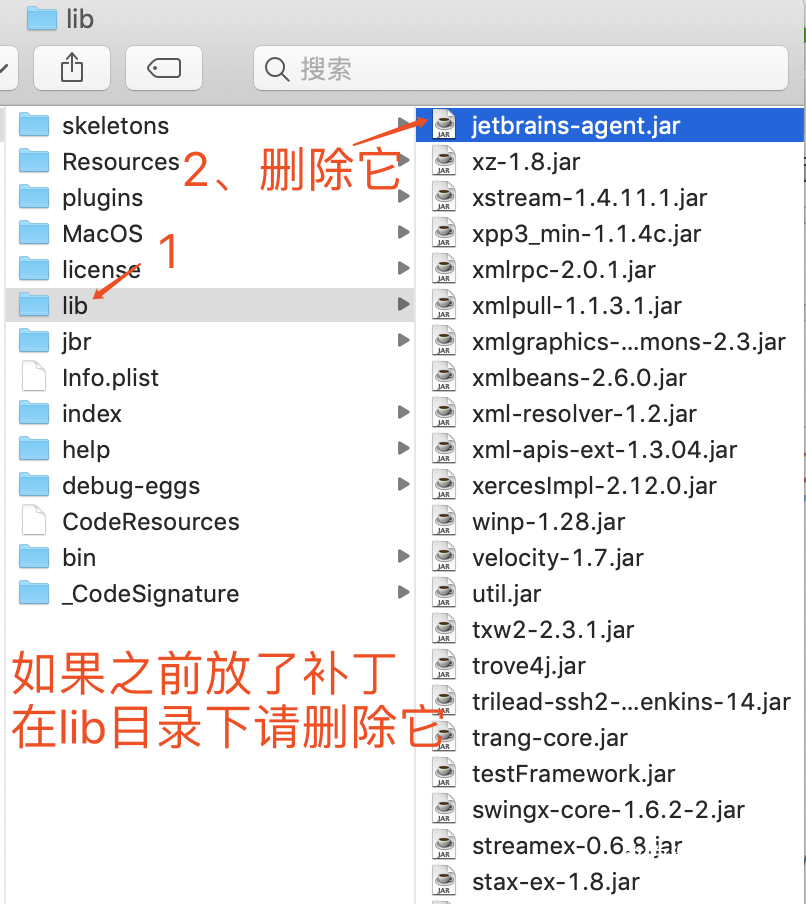 lib
搜索
skeletons
Resources
plugins
MacOS
license
lib
jbr
Info.plist
index
help
debug-eggs
CodeResources
bin
_CodeSignature
1
2、删除它
如果之前放了补丁
在lib目录下请删除它
jetbrains-agent.jar
xz-1.8.jar
xstream-1.4.11.1.jar
xpp3_min-1.1.4c.jar
xmlrpc-2.0.1.jar
xmlpull-1.1.3.1.jar
xmlgraphics-...mons-2.3.jar
xmlbeans-2.6.0.jar
xml-resolver-1.2.jar
xml-apis-ext-1.3.04.jar
xercesImpl-2.12.0.jar
winp-1.28.jar
velocity-1.7.jar
util.jar
txw2-2.3.1.jar
trove4j.jar
trilead-ssh2-...enkins-14.jar
trang-core.jar
testFramework.jar
swingx-core-1.6.2-2.jar
streamex-0.6.8.jar
stax-ex-1.8.jar